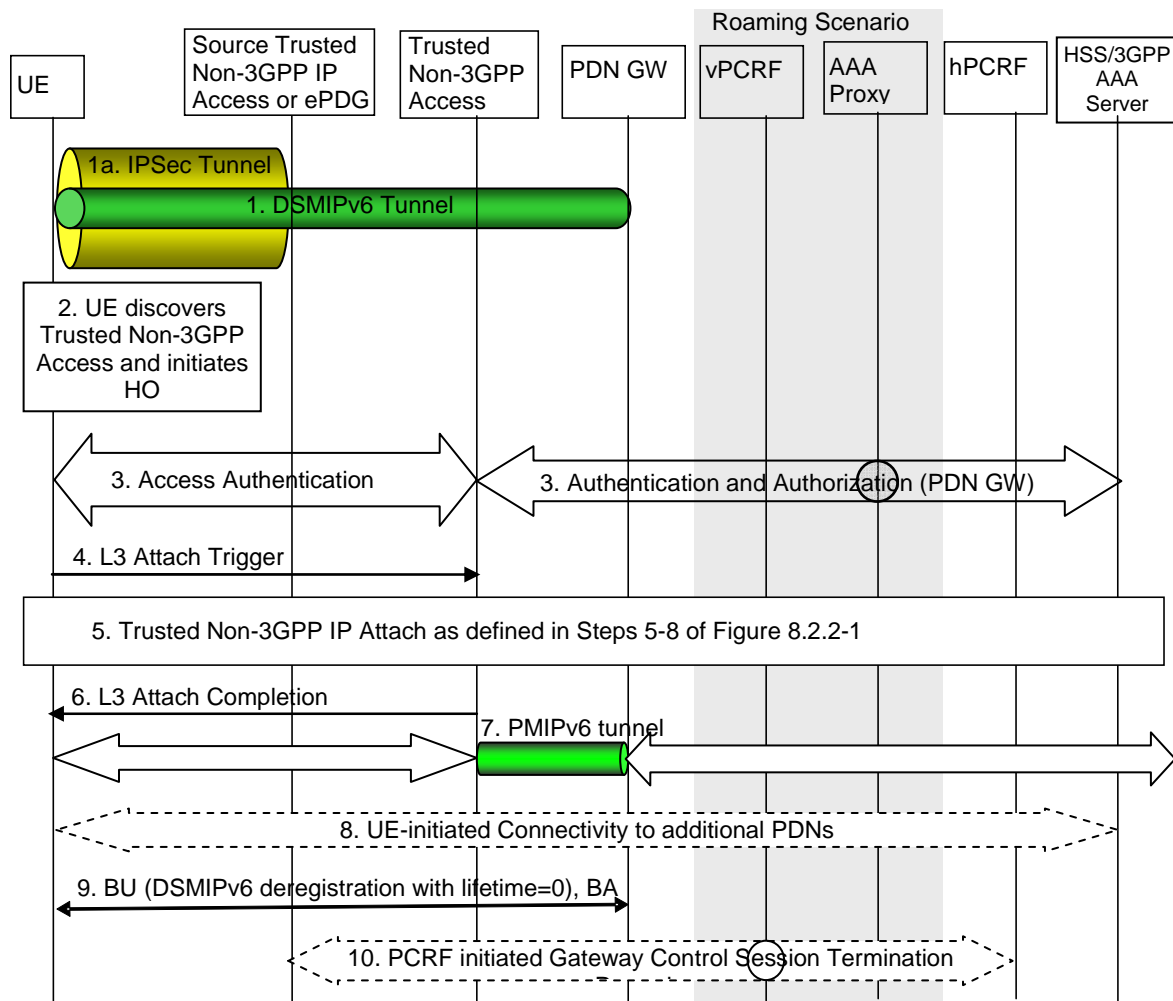 Roaming Scenario
UE
Source Trusted
Non-3GPP IP
Access or ePDG
Trusted
Non-3GPP
Access
PDN GW
vPCRF
AAA
Proxy
hPCRF
HSS/3GPP
AAA
Server
1a. IPSec Tunnel
1. DSMIPv6 Tunnel
2. UE discovers
Trusted Non-3GPP
Access and initiates
HO
3. Access Authentication
3. Authentication and Authorization (PDN GW)
4. L3 Attach Trigger
5. Trusted Non-3GPP IP Attach as defined in Steps 5-8 of Figure 8.2.2-1
6. L3 Attach Completion
7. PMIPv6 tunnel
8. UE-initiated Connectivity to additional PDNs
9. BU (DSMIPv6 deregistration with lifetime=0), BA
10. PCRF initiated Gateway Control Session Termination